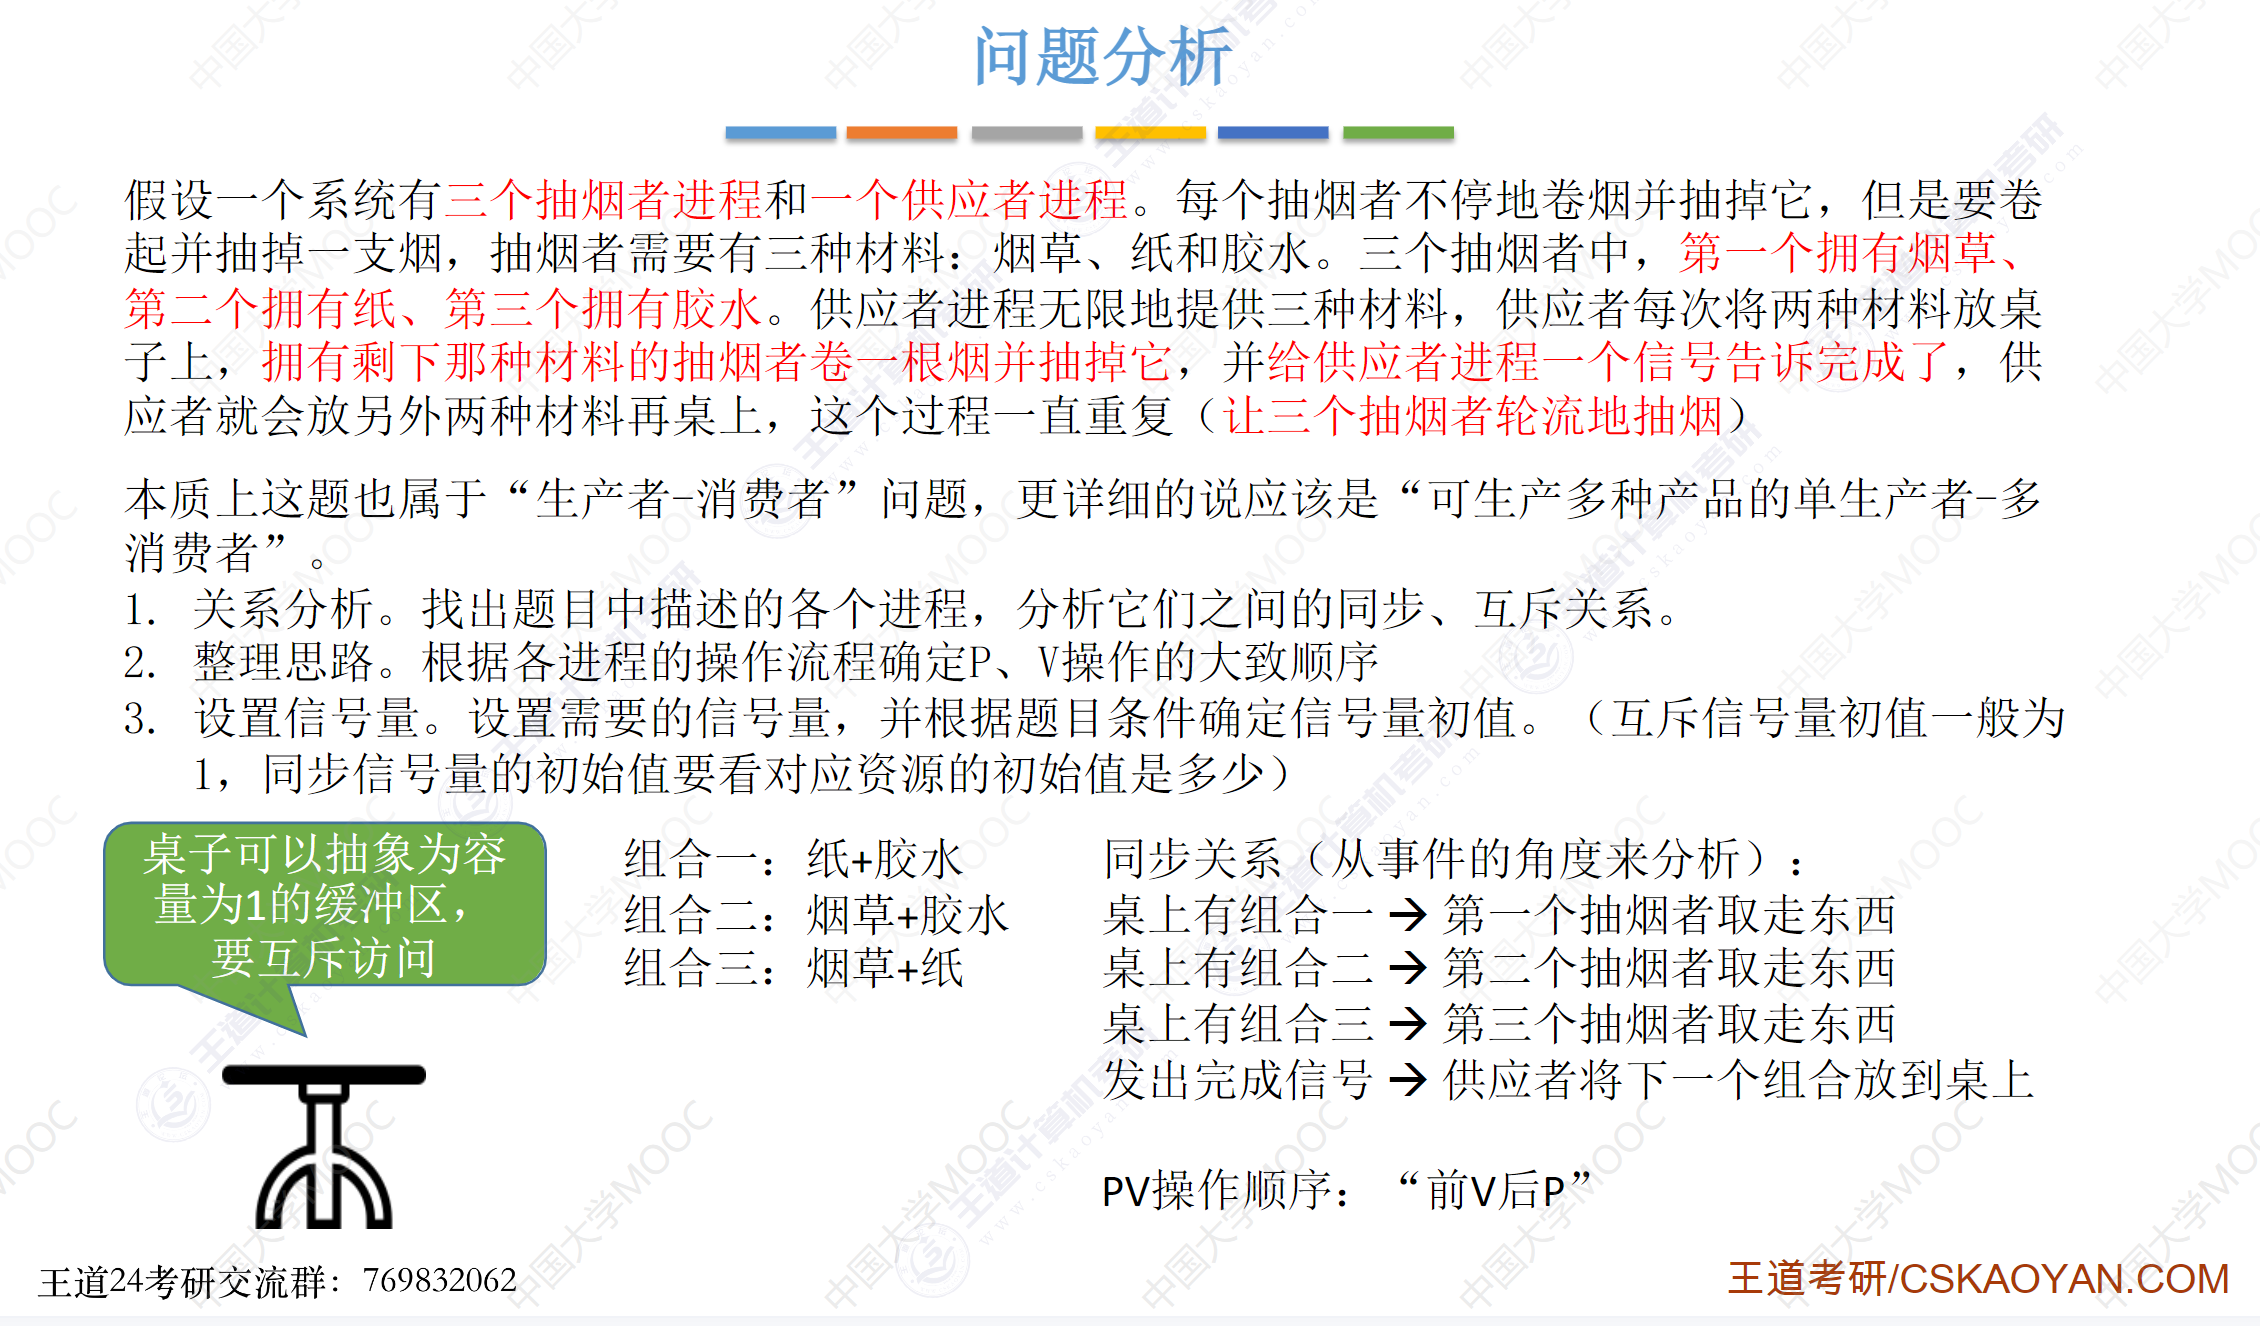 问题分析
假设一个系统有三个抽烟者进程和一个供应者进程。每个抽烟者不停地卷烟并抽掉它，但是要卷
起并抽掉一支烟，抽烟者需要有三种材料：烟草、纸和胶水。三个抽烟者中，第一个拥有烟草、
第二个拥有纸、第三个拥有胶水。供应者进程无限地提供三种材料，供应者每次将两种材料放桌
子上，拥有剩下那种材料的抽烟者卷一根烟并抽掉它，并给供应者进程一个信号告诉完成了，供
应者就会放另外两种材料再桌上，这个过程一直重复（让三个抽烟者轮流地抽烟）
本质上这题也属于“生产者-消费者”问题，更详细的说应该是“可生产多种产品的单生产者-多
消费者”。
1. 关系分析。找出题目中描述的各个进程，分析它们之间的同步、互斥关系。
2. 整理思路。根据各进程的操作流程确定P、V操作的大致顺序
3. 设置信号量。设置需要的信号量，并根据题目条件确定信号量初值。（互斥信号量初值一般为
1，同步信号量的初始值要看对应资源的初始值是多少）
桌子可以抽象为容
量为1的缓冲区，
要互斥访问
组合一：纸+胶水
组合二：烟草+胶水
组合三：烟草+纸
同步关系（从事件的角度来分析）：
桌上有组合一 → 第一个抽烟者取走东西
桌上有组合二 → 第二个抽烟者取走东西
桌上有组合三 → 第三个抽烟者取走东西
发出完成信号 → 供应者将下一个组合放到桌上
PV操作顺序：“前V后P”
王道24考研交流群：769832062
王道考研/CSKAOYAN.COM
中国大学MOOC
王道计算机考研
www.cskaoyan.com